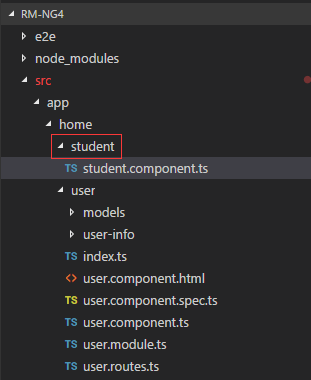 RM-NG4
e2e
node_modules
src
app
home
student
TS student.component.ts
user
models
user-info
TS index.ts
<> user.component.html
TS user.component.spec.ts
TS user.component.ts
TS user.module.ts
TS user.routes.ts